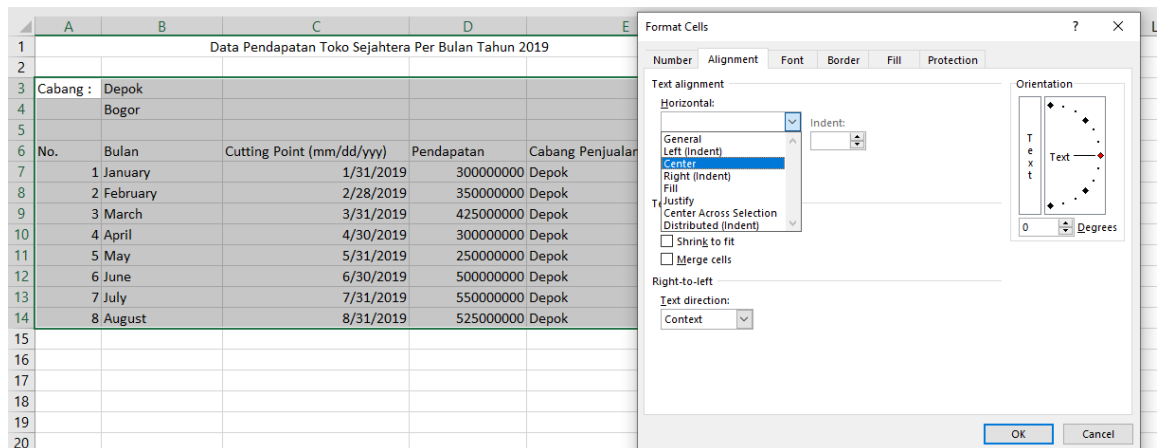 A B C D E L
1 Data Pendapatan Toko Sejahtera Per Bulan Tahun 2019
2
3 Cabang : Depok
4 Bogor
5
6 No. Bulan Cutting Point (mm/dd/yyy) Pendapatan Cabang Penjualan
7 1 January 1/31/2019 300000000 Depok
8 2 February 2/28/2019 350000000 Depok
9 3 March 3/31/2019 425000000 Depok
10 4 April 4/30/2019 300000000 Depok
11 5 May 5/31/2019 250000000 Depok
12 6 June 6/30/2019 500000000 Depok
13 7 July 7/31/2019 550000000 Depok
14 8 August 8/31/2019 525000000 Depok
15
16
17
18
19
20
Format Cells ?
Number Alignment Font Border Fill Protection
Text alignment
Horizontal:
Indent:
General
Left (Indent)
Center
Right (Indent)
Fill
Justify
Center Across Selection
Distributed (Indent)
Shrink to fit
Merge cells
Right-to-left
Text direction:
Context
Orientation
Text
Text
0 Degrees
OK Cancel